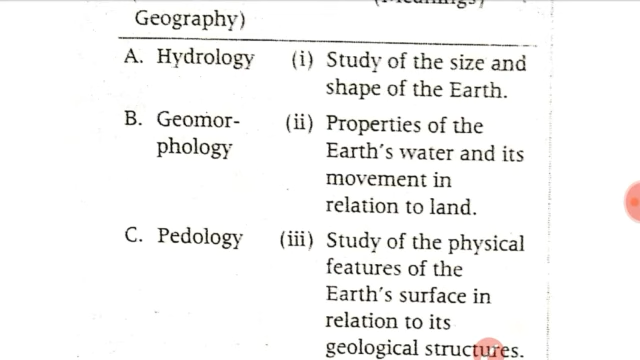 Geography)
A. Hydrology (i) Study of the size and
shape of the Earth.
B. Geomor- (ii) Properties of the
phology Earth's water and its
movement in
relation to land.
C. Pedology (iii) Study of the physical
features of the
Earth's surface in
relation to its
geological structures.